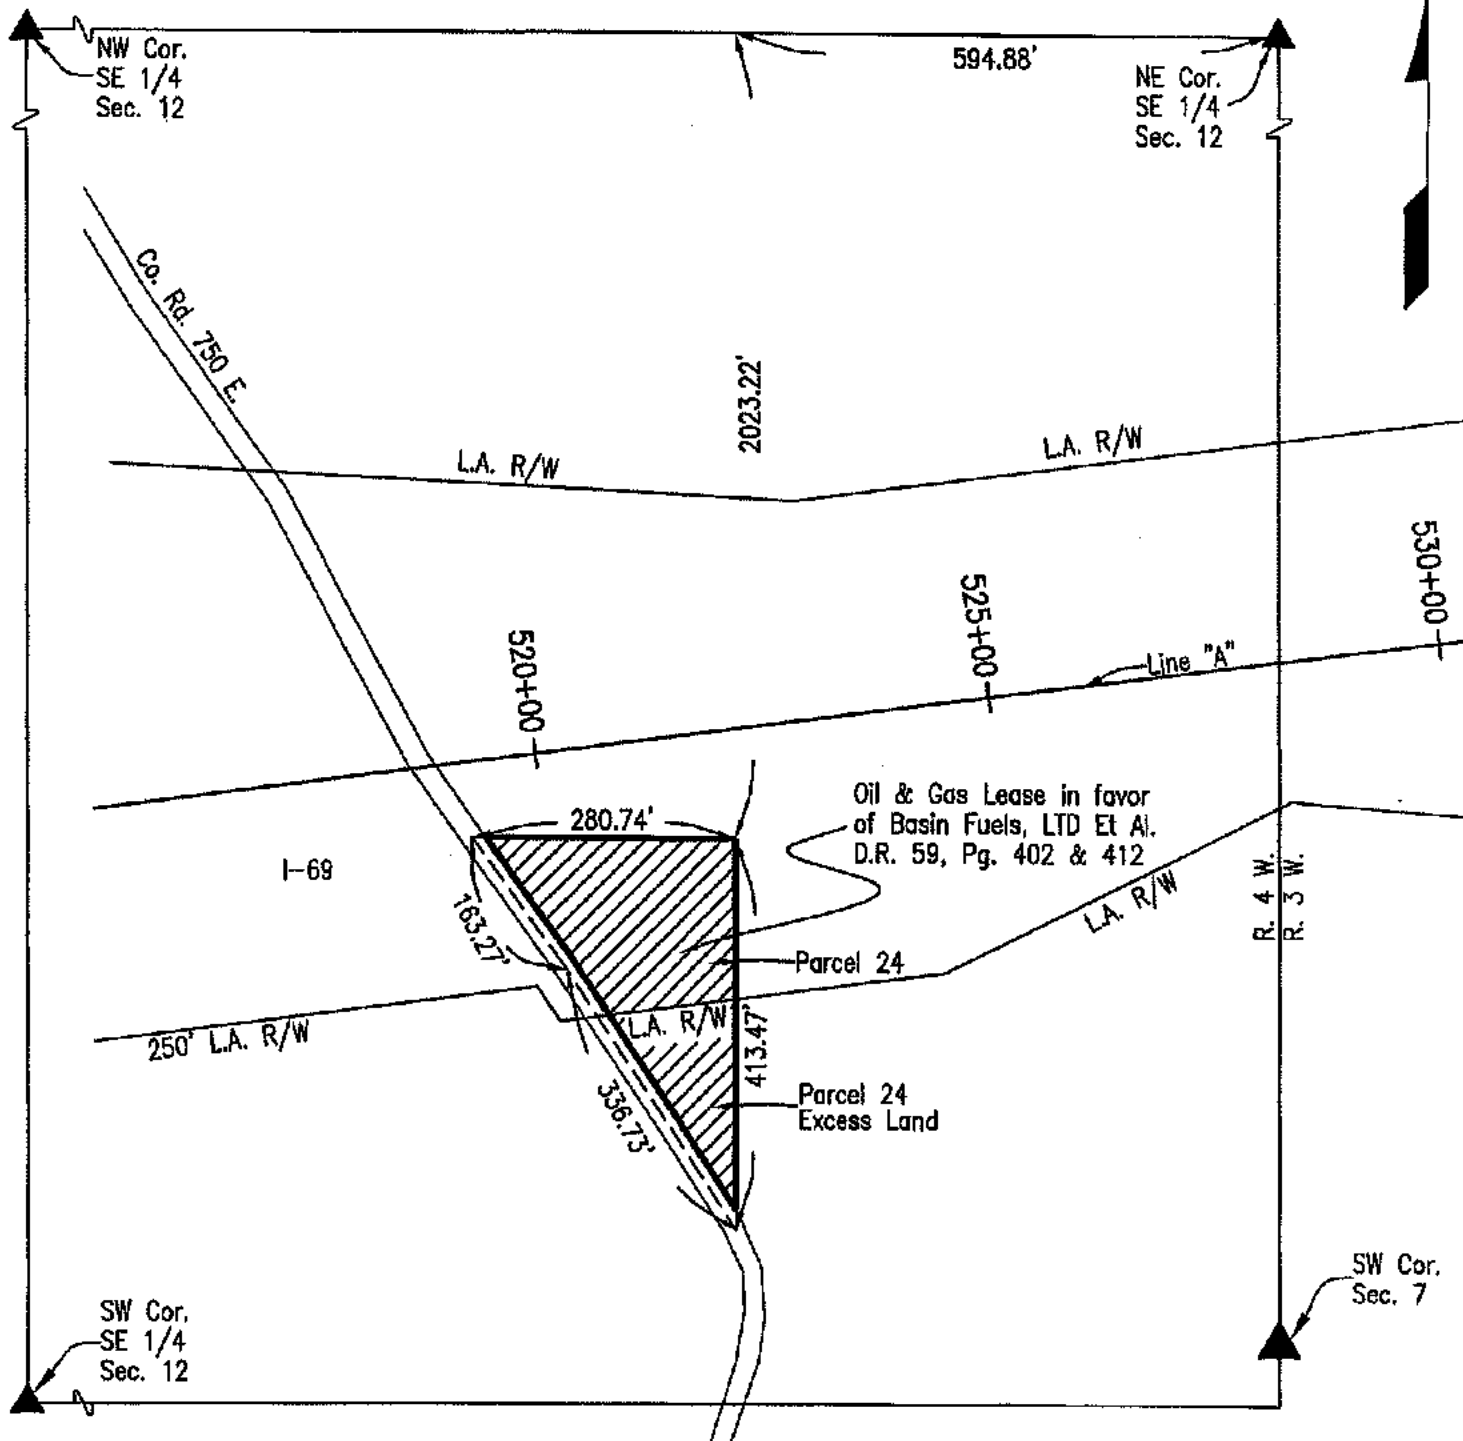 NW Cor.
SE 1/4
Sec. 12
594.88'
NE Cor.
SE 1/4
Sec. 12
Co. Rd. 750 E.
2023.22'
L.A. R/W
L.A. R/W
530+00
525+00
520+00
Line "A"
280.74'
Oil & Gas Lease in favor
of Basin Fuels, LTD Et Al.
D.R. 59, Pg. 402 & 412
I-69
163.27'
R. 4 W.
R. 3 W.
L.A. R/W
Parcel 24
250' L.A. R/W
L.A. R/W
413.47'
336.73'
Parcel 24
Excess Land
SW Cor.
Sec. 7
SW Cor.
SE 1/4
Sec. 12